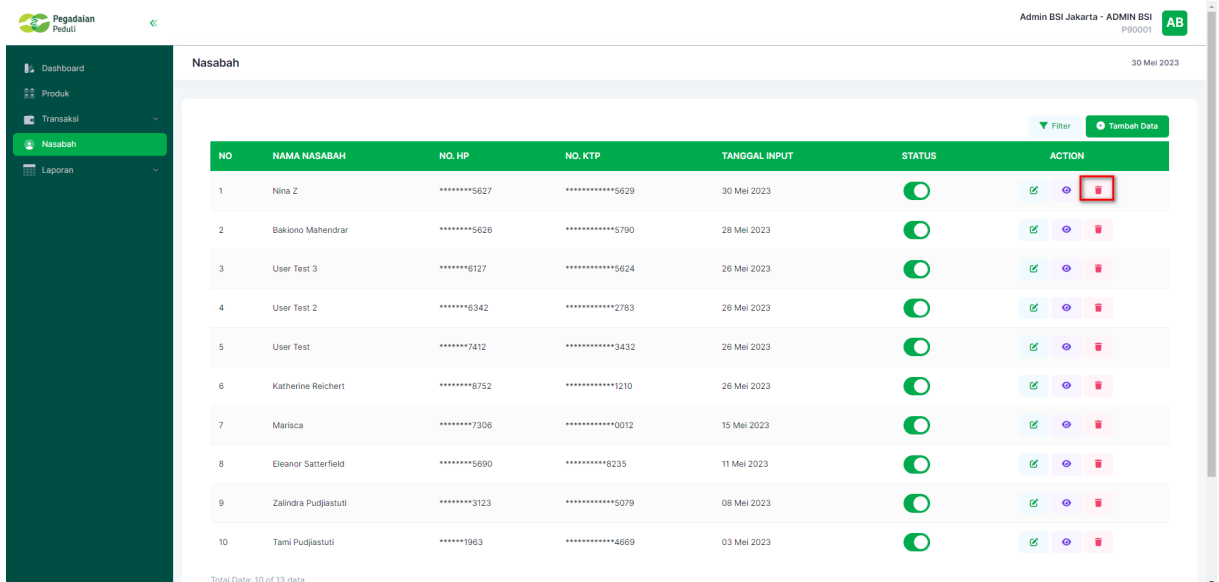 Pegadaian
Peduli
Admin BSI Jakarta - ADMIN BSI
P90001
AB
Dashboard
Produk
Transaksi
Nasabah
Laporan
Nasabah
30 Mei 2023
Filter
Tambah Data
NO NAMA NASABAH NO. HP NO. KTP TANGGAL INPUT STATUS ACTION
1 Nina Z ********5627 ************5629 30 Mei 2023
2 Bakiono Mahendrar ********5626 ************5790 28 Mei 2023
3 User Test 3 *******6127 ************5624 26 Mei 2023
4 User Test 2 *******6342 ************2783 26 Mei 2023
5 User Test *******7412 ************3432 26 Mei 2023
6 Katherine Reichert ********8752 ************1210 26 Mei 2023
7 Marisca ********7306 ************0012 15 Mei 2023
8 Eleanor Satterfield ********5690 **********8235 11 Mei 2023
9 Zalindra Pudjiastuti ********3123 ************5079 08 Mei 2023
10 Tami Pudjiastuti ******1963 ************4669 03 Mei 2023
Total Data: 10 of 13 data